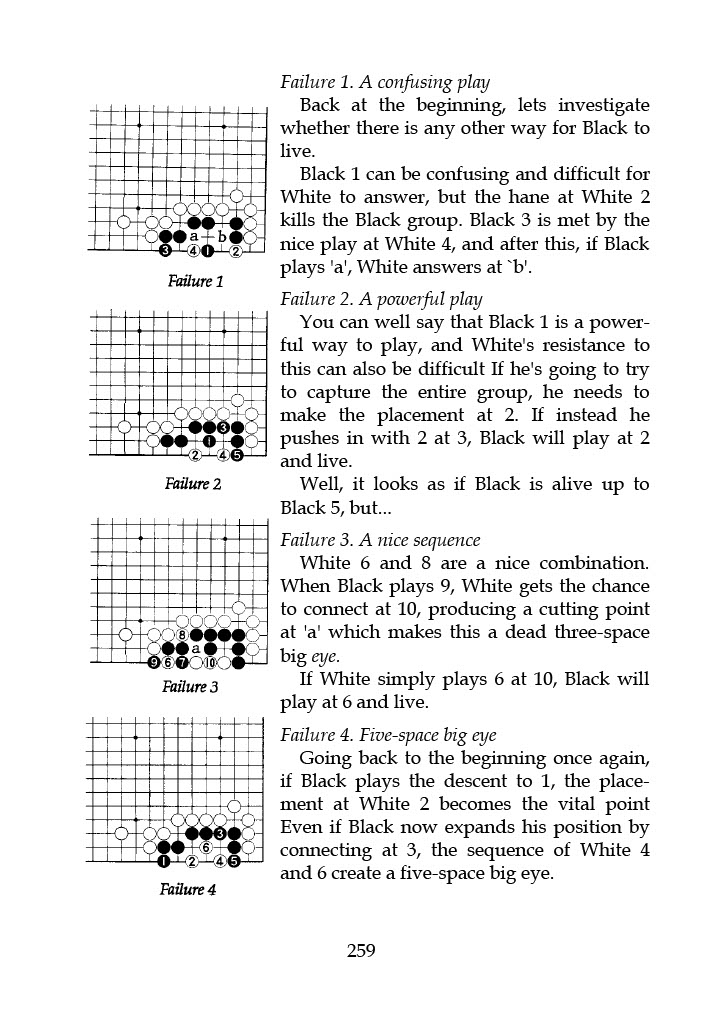 Failure 1. A confusing play
Back at the beginning, lets investigate
whether there is any other way for Black to
live.
Black 1 can be confusing and difficult for
White to answer, but the hane at White 2
kills the Black group. Black 3 is met by the
nice play at White 4, and after this, if Black
plays 'a', White answers at `b'.
a b
3 4 1 2
Failure 1
Failure 2. A powerful play
You can well say that Black 1 is a power-
ful way to play, and White's resistance to
this can also be difficult If he's going to try
to capture the entire group, he needs to
make the placement at 2. If instead he
pushes in with 2 at 3, Black will play at 2
and live.
Well, it looks as if Black is alive up to
Black 5, but...
3
1
2 4 5
Failure 2
Failure 3. A nice sequence
White 6 and 8 are a nice combination.
When Black plays 9, White gets the chance
to connect at 10, producing a cutting point
at 'a' which makes this a dead three-space
big eye.
If White simply plays 6 at 10, Black will
play at 6 and live.
8
a
9 6 7 10
Failure 3
Failure 4. Five-space big eye
Going back to the beginning once again,
if Black plays the descent to 1, the place-
ment at White 2 becomes the vital point
Even if Black now expands his position by
connecting at 3, the sequence of White 4
and 6 create a five-space big eye.
3
6
1 2 4 5
Failure 4
259